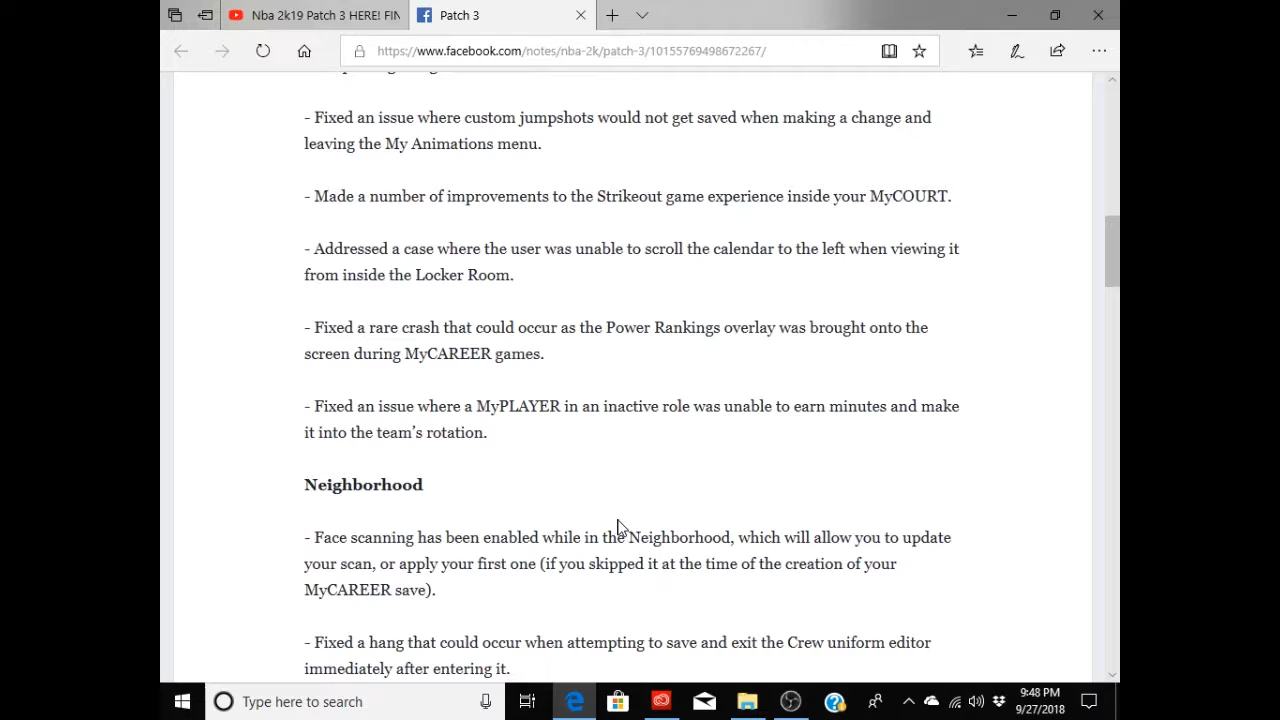 Nba 2k19 Patch 3 HERE! FIN
Patch 3
https://www.facebook.com/notes/nba-2k/patch-3/10155769498672267/
- Fixed an issue where custom jumpshots would not get saved when making a change and
leaving the My Animations menu.
- Made a number of improvements to the Strikeout game experience inside your MyCOURT.
- Addressed a case where the user was unable to scroll the calendar to the left when viewing it
from inside the Locker Room.
- Fixed a rare crash that could occur as the Power Rankings overlay was brought onto the
screen during MyCAREER games.
- Fixed an issue where a MyPLAYER in an inactive role was unable to earn minutes and make
it into the team's rotation.
Neighborhood
- Face scanning has been enabled while in the Neighborhood, which will allow you to update
your scan, or apply your first one (if you skipped it at the time of the creation of your
MyCAREER save).
- Fixed a hang that could occur when attempting to save and exit the Crew uniform editor
immediately after entering it.
Type here to search
9:48 PM
9/27/2018